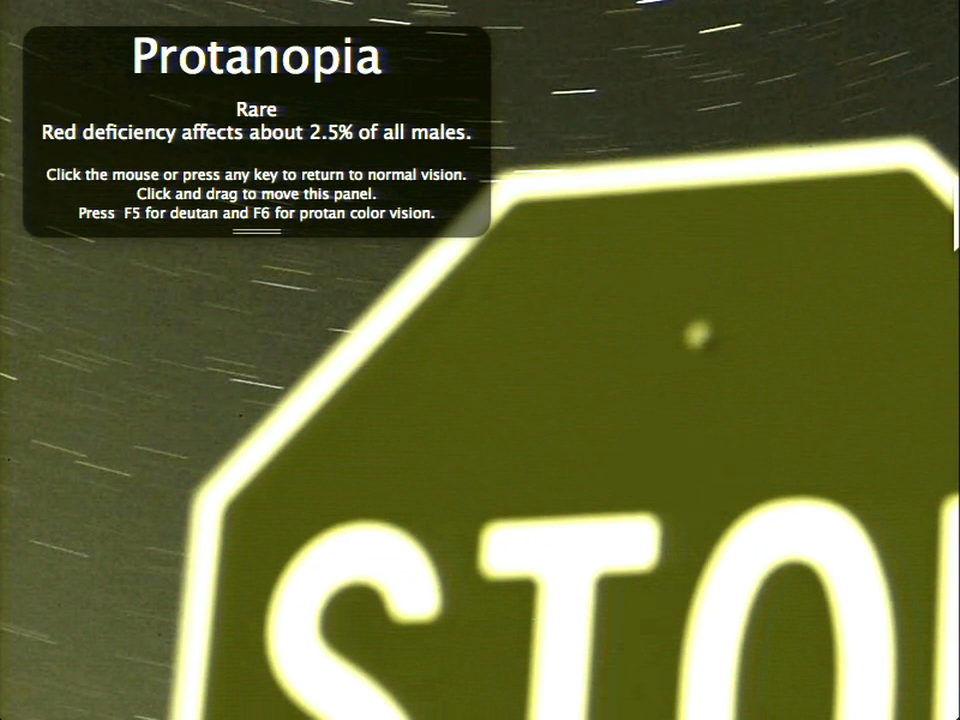 Protanopia
Rare
Red deficiency affects about 2.5% of all males.
Click the mouse or press any key to return to normal vision.
Click and drag to move this panel.
Press F5 for deutan and F6 for protan color vision.
STO